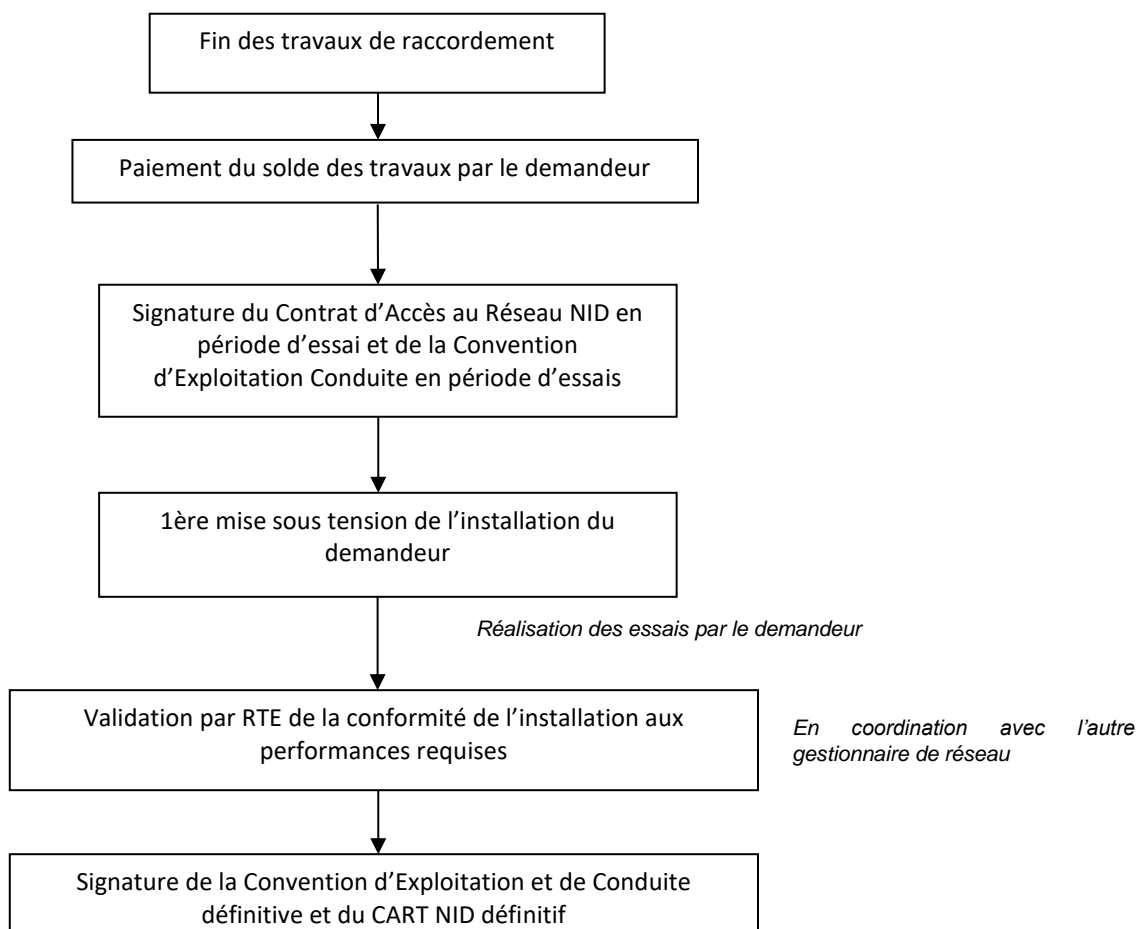 Fin des travaux de raccordement
Paiement du solde des travaux par le demandeur
Signature du Contrat d’Accès au Réseau NID en
période d’essai et de la Convention
d’Exploitation Conduite en période d’essais
1ère mise sous tension de l’installation du
demandeur
Réalisation des essais par le demandeur
Validation par RTE de la conformité de l’installation aux
performances requises
En coordination avec l’autre
gestionnaire de réseau
Signature de la Convention d’Exploitation et de Conduite
définitive et du CART NID définitif